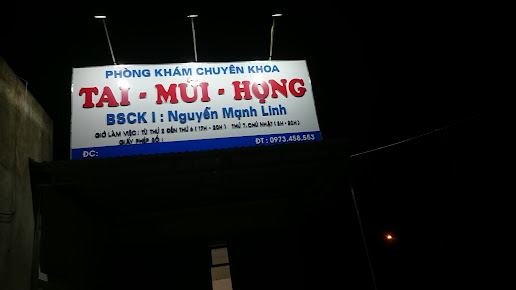 PHÒNG KHÁM CHUYÊN KHOA
TAI - MŨI - HỌNG
BSCK I : Nguyễn Mạnh Linh
GIỜ LÀM VIỆC: TỪ THỨ 2 ĐẾN THỨ 6 ( 17H - 20H ) THỨ 7, CHỦ NHẬT ( 8H - 20H )
GIẤY PHÉP SỐ :
ĐC: ĐT : 0973.458.553